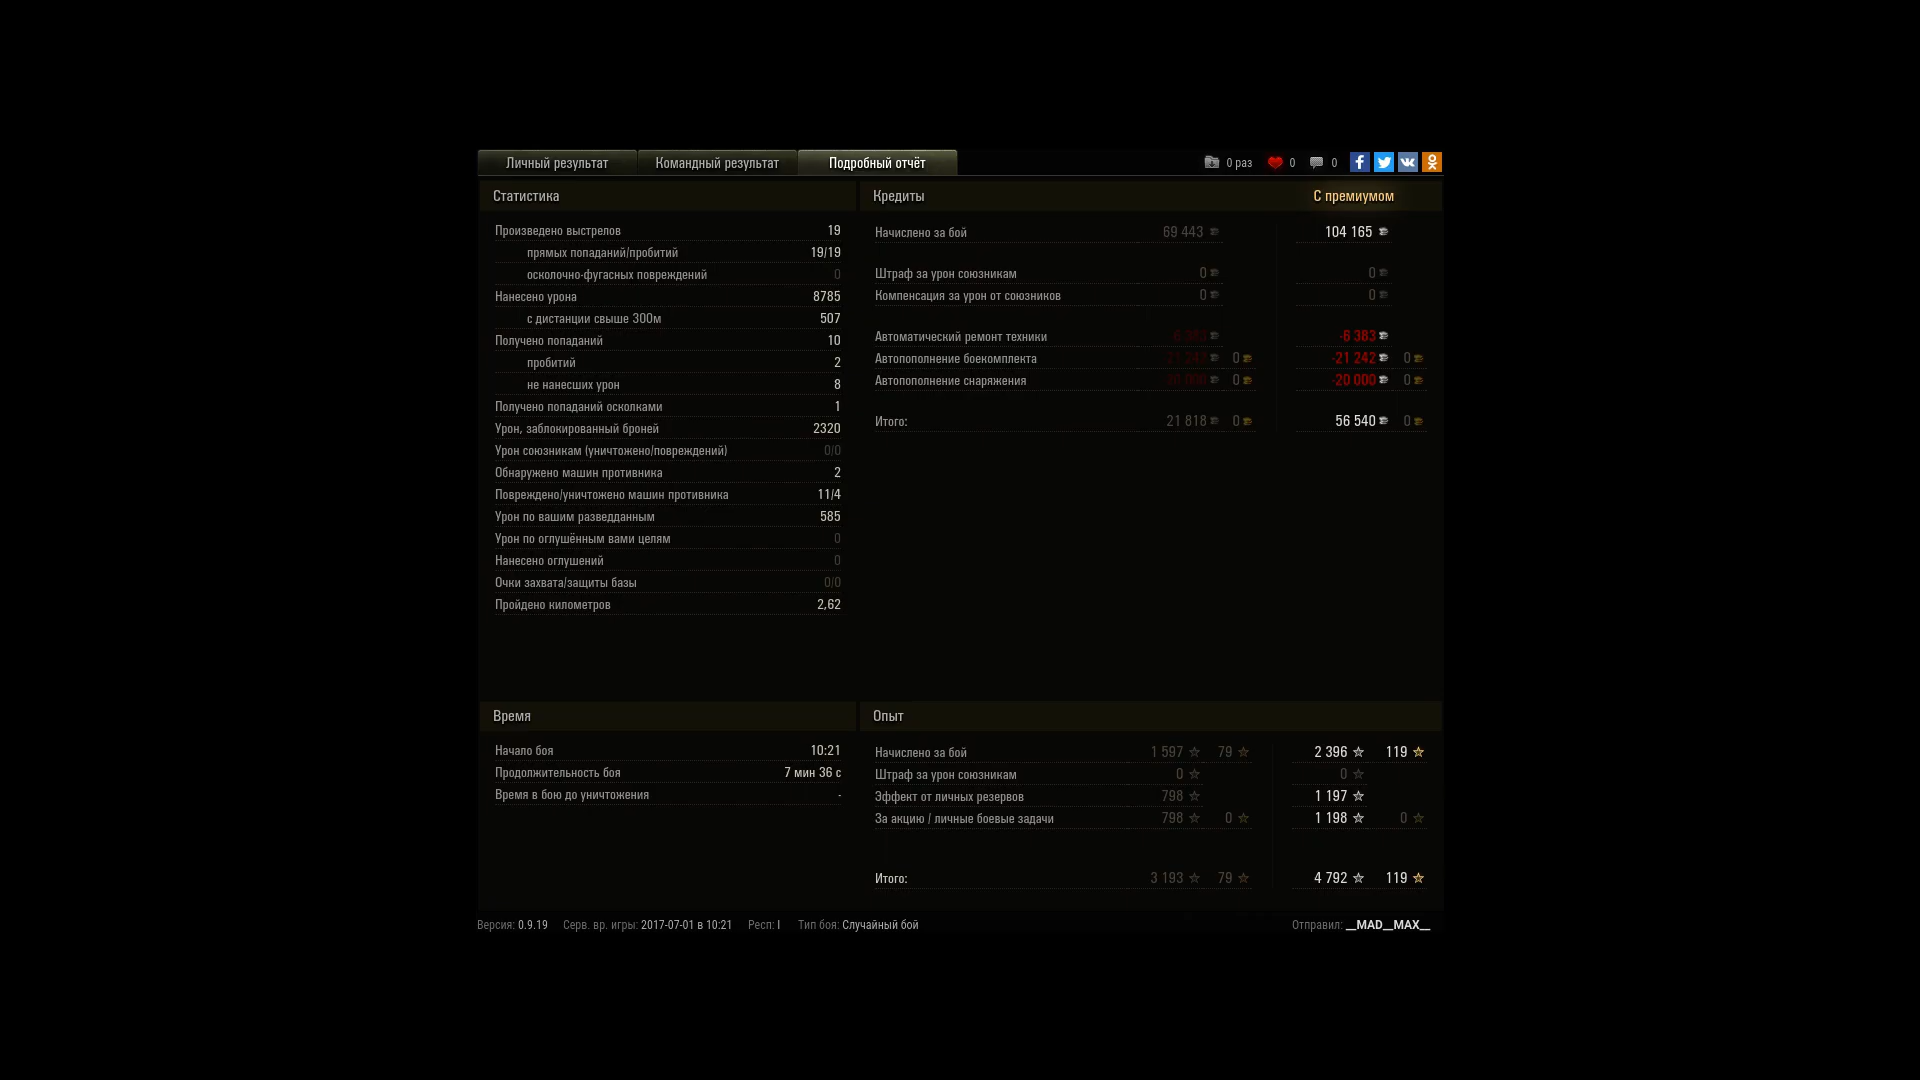 Личный результат Командный результат Подробный отчёт 0 раз 0 0
Статистика
Произведено выстрелов 19
прямых попаданий/пробитий 19/19
осколочно-фугасных повреждений 0
Нанесено урона 8785
с дистанции свыше 300м 507
Получено попаданий 10
пробитий 2
не нанесших урон 8
Получено попаданий осколками 1
Урон, заблокированный броней 2320
Урон союзникам (уничтожено/повреждений) 0/0
Обнаружено машин противника 2
Повреждено/уничтожено машин противника 11/4
Урон по вашим разведданным 585
Урон по оглушённым вами целям 0
Нанесено оглушений 0
Очки захвата/защиты базы 0/0
Пройдено километров 2,62
Кредиты С премиумом
Начислено за бой 69 443 104 165
Штраф за урон союзникам 0 0
Компенсация за урон от союзников 0 0
Автоматический ремонт техники -6 383 -6 383
Автопополнение боекомплекта -21 242 0 -21 242 0
Автопополнение снаряжения -20 000 0 -20 000 0
Итого: 21 818 0 56 540 0
Время
Начало боя 10:21
Продолжительность боя 7 мин 36 с
Время в бою до уничтожения -
Опыт
Начислено за бой 1 597 79 2 396 119
Штраф за урон союзникам 0 0
Эффект от личных резервов 798 1 197
За акцию / личные боевые задачи 798 0 1 198 0
Итого: 3 193 79 4 792 119
Версия: 0.9.19 Серв. вр. игры: 2017-07-01 в 10:21 Респ: I Тип боя: Случайный бой Отправил: __MAD__MAX__